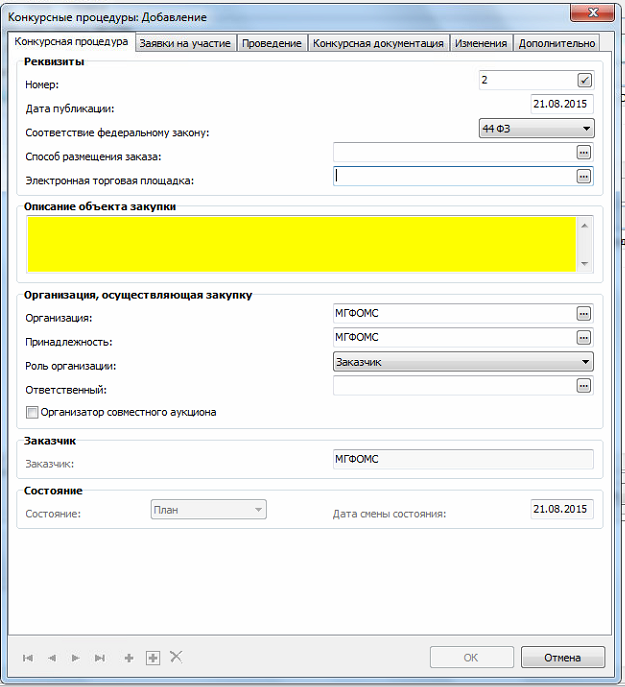 Конкурсные процедуры: Добавление
Конкурсная процедура Заявки на участие Проведение Конкурсная документация Изменения Дополнительно
Реквизиты
Номер: 2
Дата публикации: 21.08.2015
Соответствие федеральному закону: 44 ФЗ
Способ размещения заказа:
Электронная торговая площадка:
Описание объекта закупки
Организация, осуществляющая закупку
Организация: МГФОМС
Принадлежность: МГФОМС
Роль организации: Заказчик
Ответственный:
Организатор совместного аукциона
Заказчик
Заказчик: МГФОМС
Состояние
Состояние: План Дата смены состояния: 21.08.2015
ОК Отмена